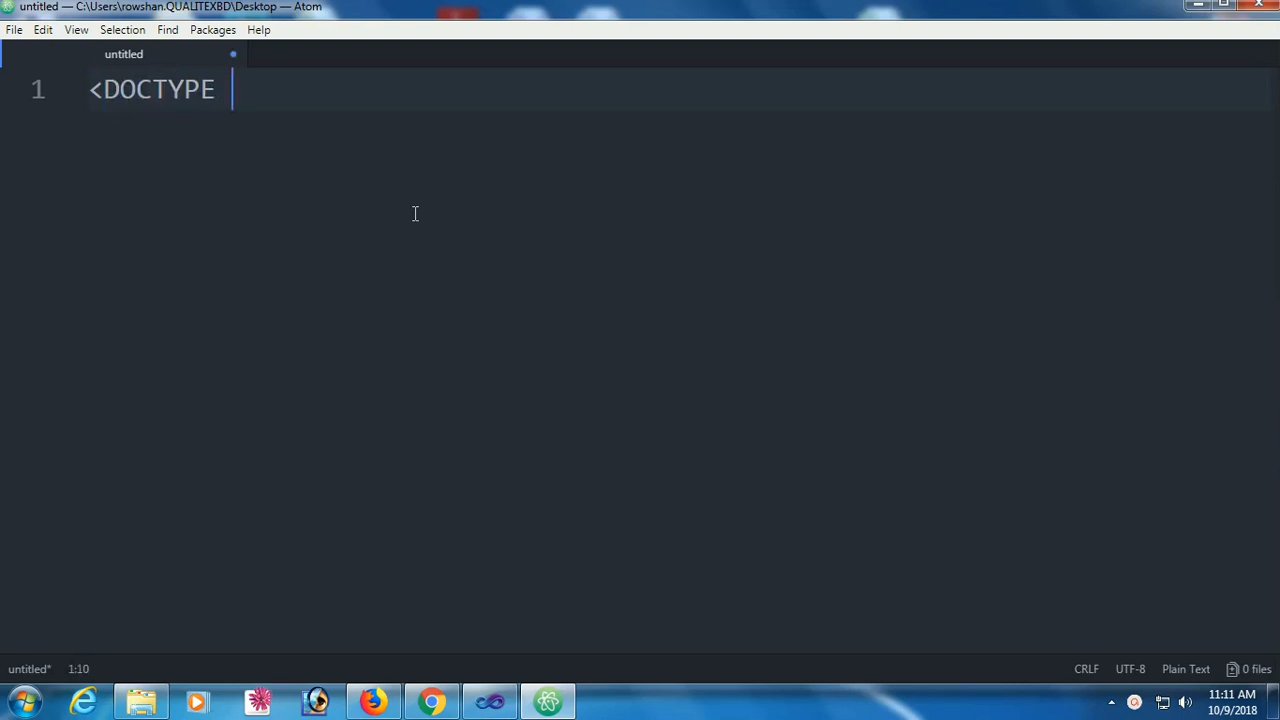 untitled — C:\Users\rowshan.QUALITEXBD\Desktop — Atom
File Edit View Selection Find Packages Help
untitled
1 <DOCTYPE
untitled* 1:10 CRLF UTF-8 Plain Text 0 files
11:11 AM
10/9/2018